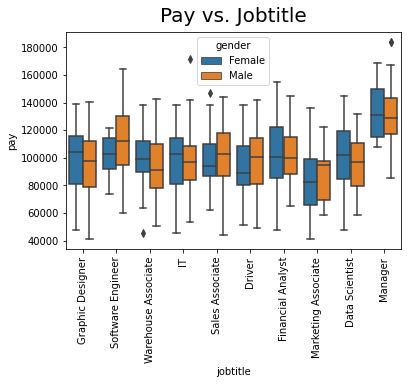 Pay vs. Jobtitle
gender
Female
Male
180000
160000
140000
120000
100000
80000
60000
40000
pay
Graphic Designer
Software Engineer
Warehouse Associate
IT
Sales Associate
Driver
Financial Analyst
Marketing Associate
Data Scientist
Manager
jobtitle